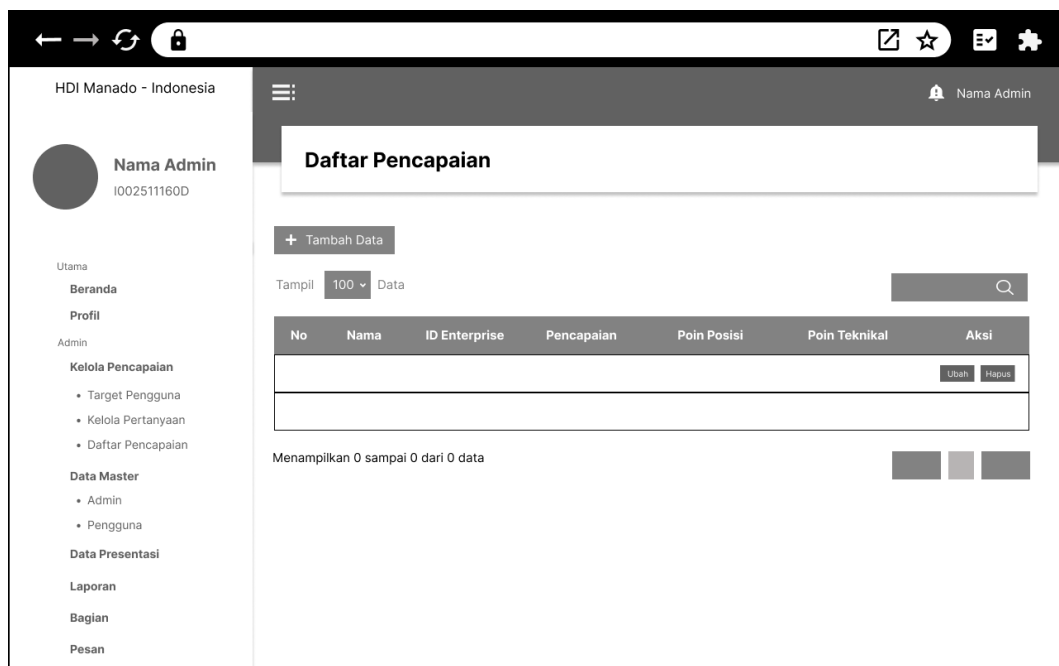 HDI Manado - Indonesia
Nama Admin
Nama Admin
I002511160D
Daftar Pencapaian
Tambah Data
Tampil 100 Data
Utama
Beranda
Profil
Admin
Kelola Pencapaian
• Target Pengguna
• Kelola Pertanyaan
• Daftar Pencapaian
Data Master
• Admin
• Pengguna
Data Presentasi
Laporan
Bagian
Pesan
No Nama ID Enterprise Pencapaian Poin Posisi Poin Teknikal Aksi
Ubah Hapus
Menampilkan 0 sampai 0 dari 0 data